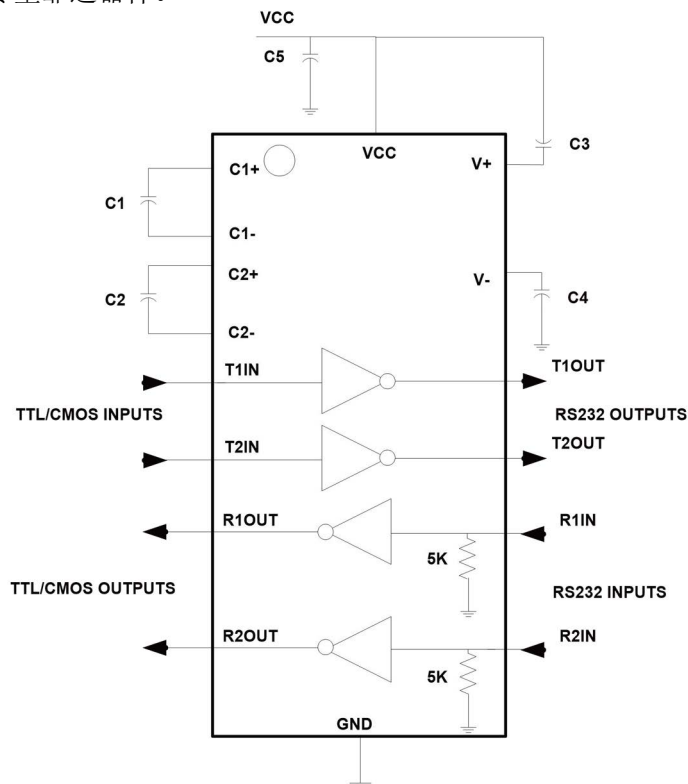 VCC
C5
VCC
V+
C3
C1+
C1
C1-
C2+
V-
C2
C4
C2-
T1IN
T1OUT
TTL/CMOS INPUTS
RS232 OUTPUTS
T2IN
T2OUT
R1OUT
R1IN
5K
TTL/CMOS OUTPUTS
RS232 INPUTS
R2OUT
R2IN
5K
GND